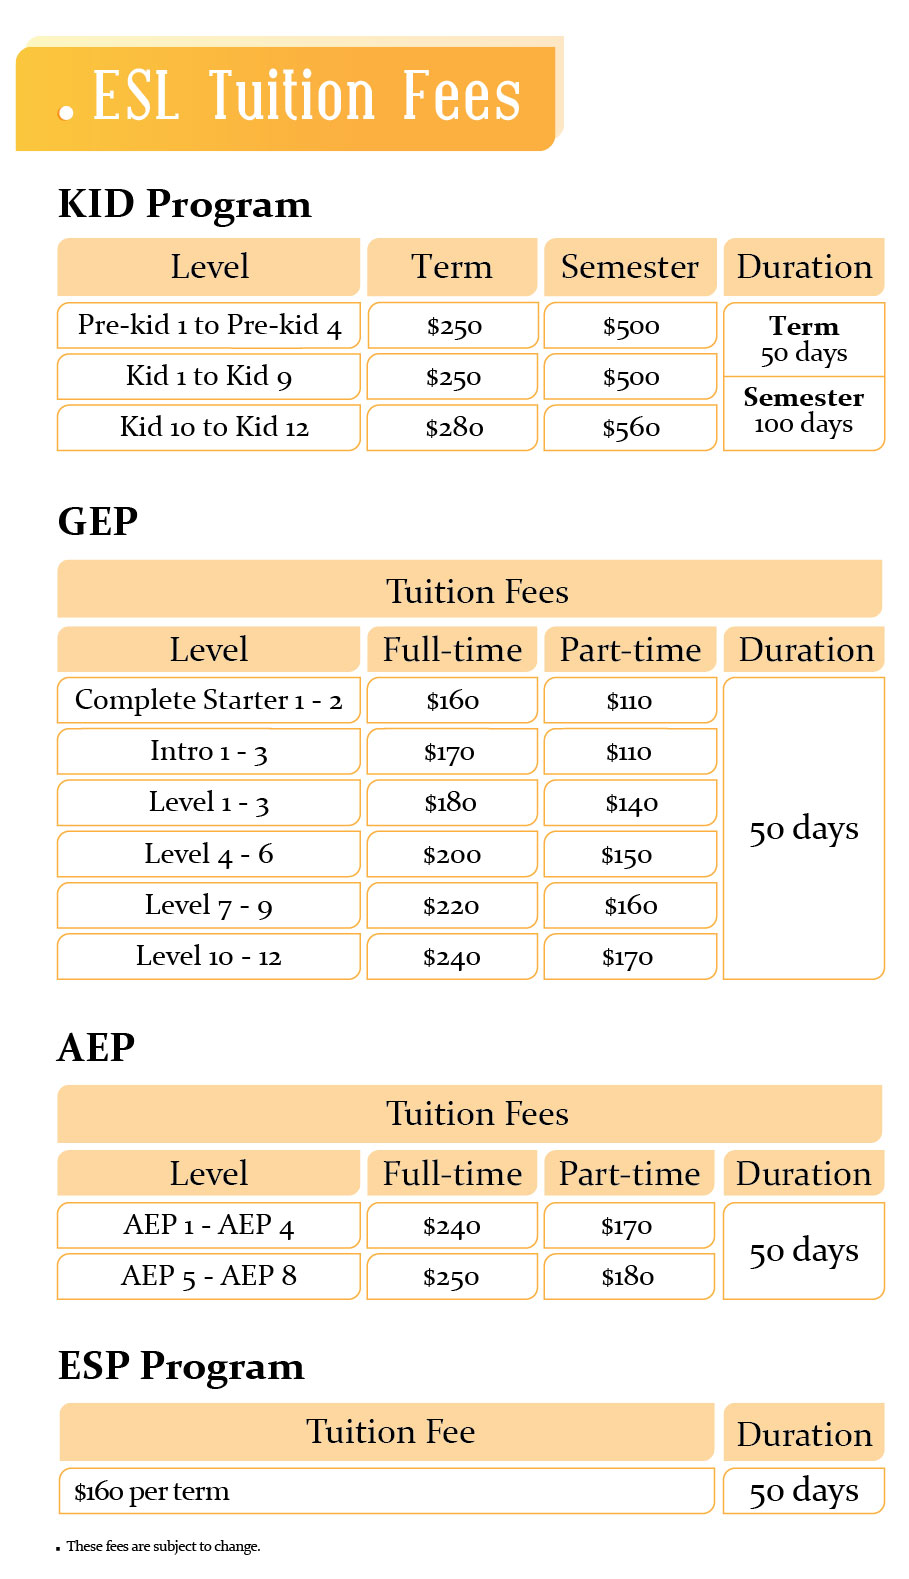 . ESL Tuition Fees
KID Program
Level Term Semester Duration
Pre-kid 1 to Pre-kid 4 $250 $500
Term
50 days
Kid 1 to Kid 9 $250 $500
Semester
100 days
Kid 10 to Kid 12 $280 $560
GEP
Tuition Fees
Level Full-time Part-time Duration
Complete Starter 1 - 2 $160 $110
Intro 1 - 3 $170 $110
Level 1 - 3 $180 $140
50 days
Level 4 - 6 $200 $150
Level 7 - 9 $220 $160
Level 10 - 12 $240 $170
AEP
Tuition Fees
Level Full-time Part-time Duration
AEP 1 - AEP 4 $240 $170
50 days
AEP 5 - AEP 8 $250 $180
ESP Program
Tuition Fee Duration
$160 per term 50 days
▪ These fees are subject to change.